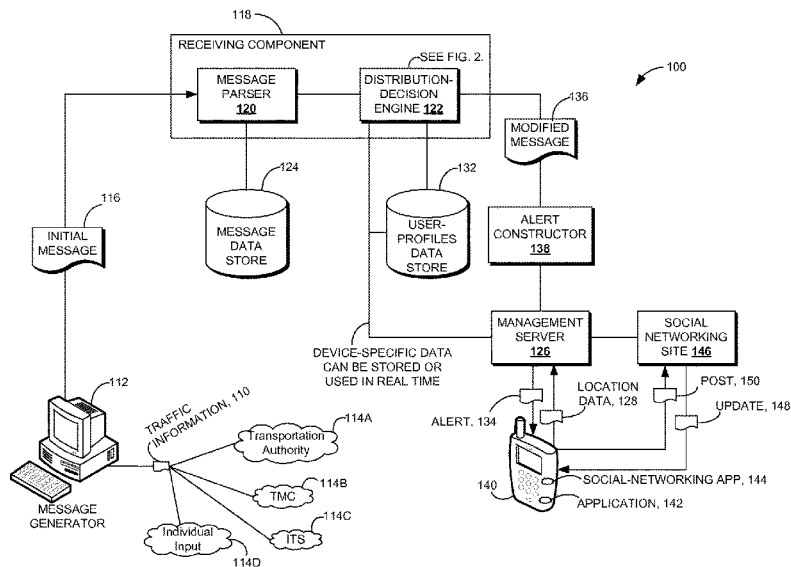 118
RECEIVING COMPONENT
SEE FIG. 2.
100
MESSAGE
PARSER
120
DISTRIBUTION-
DECISION
ENGINE 122
136
MODIFIED
MESSAGE
124
132
116
INITIAL
MESSAGE
MESSAGE
DATA
STORE
USER-
PROFILES
DATA
STORE
ALERT
CONSTRUCTOR
138
MANAGEMENT
SERVER
126
SOCIAL
NETWORKING
SITE 146
DEVICE-SPECIFIC DATA
CAN BE STORED OR
USED IN REAL TIME
112
TRAFFIC
INFORMATION, 110
114A
Transportation
Authority
ALERT, 134
LOCATION
DATA, 128
POST, 150
UPDATE, 148
MESSAGE
GENERATOR
114B
TMC
114C
ITS
Individual
Input
114D
140
SOCIAL-NETWORKING APP, 144
APPLICATION, 142